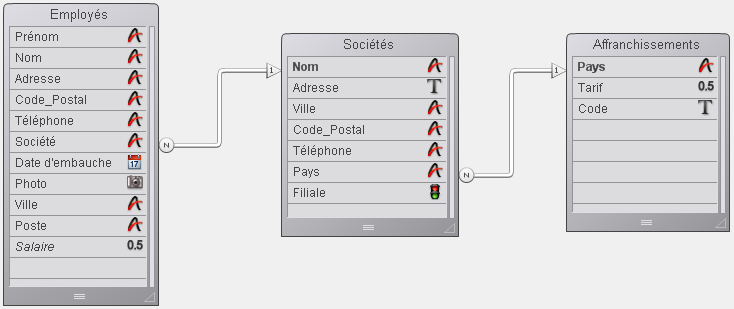 Employés
Prénom
Nom
Adresse
Code_Postal
Téléphone
Société
Date d'embauche 17
Photo
Ville
Poste
Salaire 0.5
N
1
Sociétés
Nom
Adresse T
Ville
Code_Postal
Téléphone
Pays
Filiale
N
1
Affranchissements
Pays
Tarif 0.5
Code T